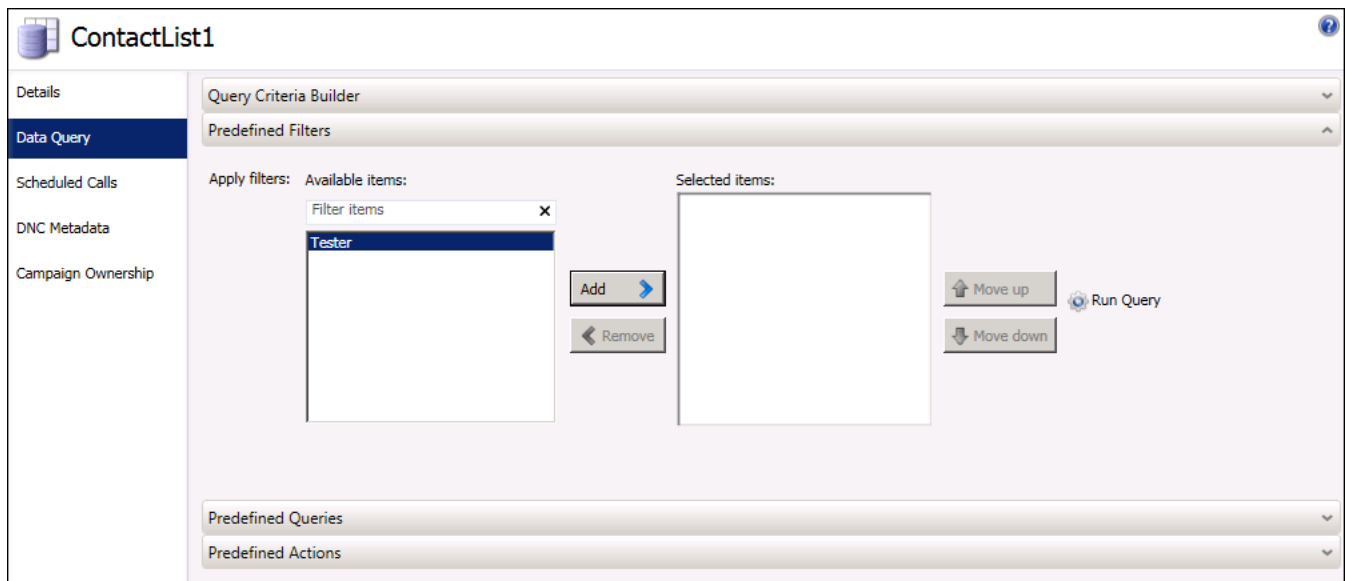 ContactList1
?
Details
Data Query
Scheduled Calls
DNC Metadata
Campaign Ownership
Query Criteria Builder
Predefined Filters
Apply filters:
Available items:
Filter items
Tester
Add
Remove
Selected items:
Move up
Move down
Run Query
Predefined Queries
Predefined Actions